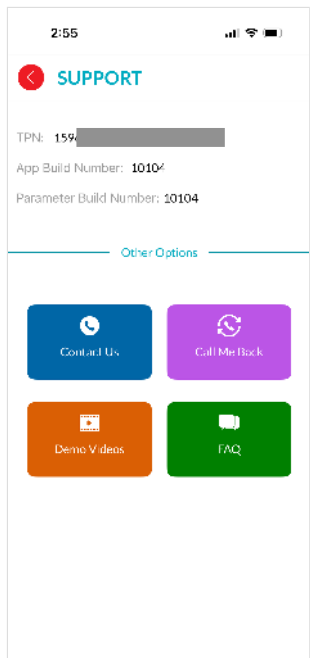 2:55
SUPPORT
TPN: 159
App Build Number: 10104
Parameter Build Number: 10104
Other Options
Contact Us
Call Me Back
Demo Videos
FAQ